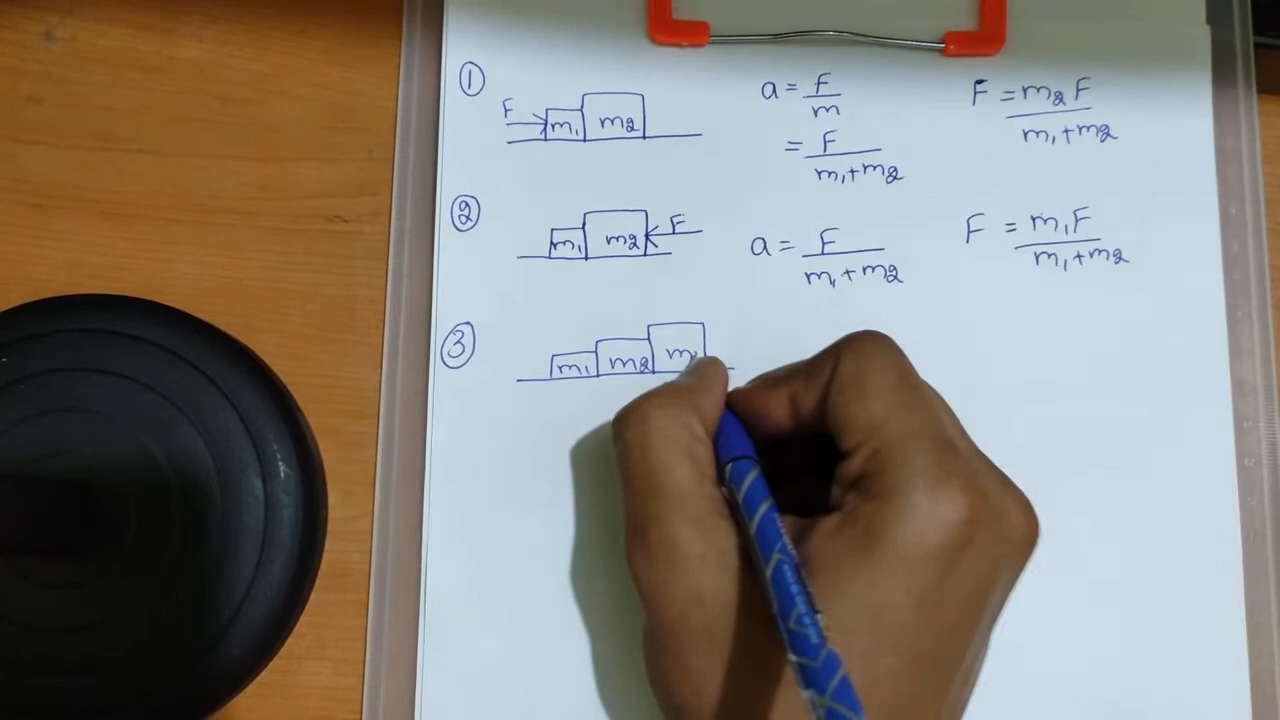 ①
F
m₁ m₂
a = F/m
= F/(m₁+m₂)
F = m₂F/(m₁+m₂)
②
m₁ m₂
F
a = F/(m₁+m₂)
F = m₁F/(m₁+m₂)
③
m₁ m₂ m